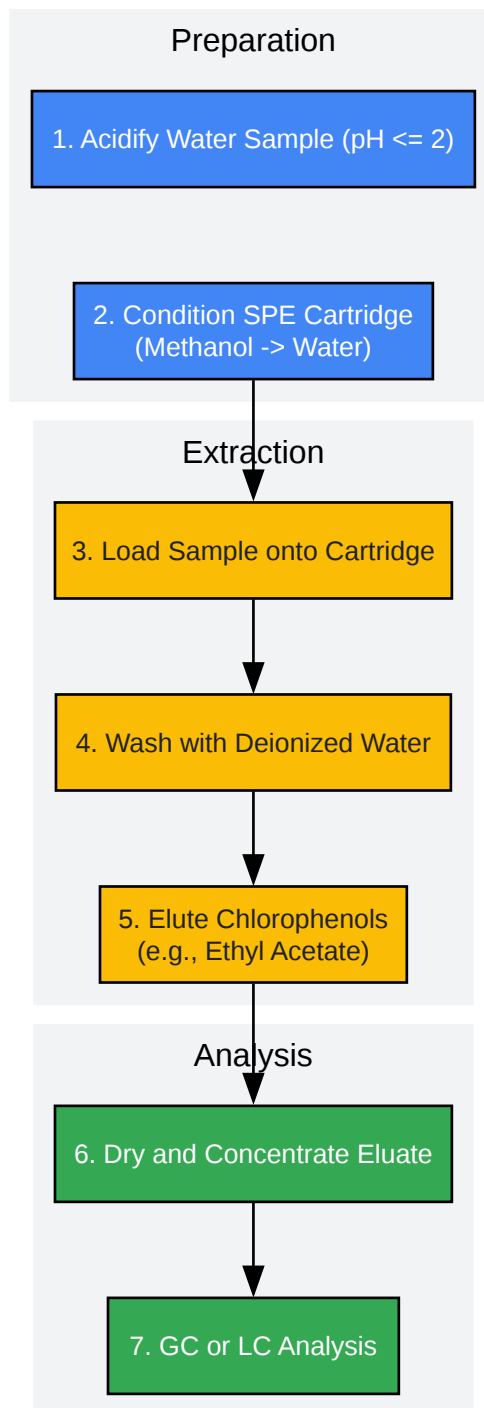 Preparation
1. Acidify Water Sample (pH <= 2)
2. Condition SPE Cartridge
(Methanol -> Water)
Extraction
3. Load Sample onto Cartridge
4. Wash with Deionized Water
5. Elute Chlorophenols
(e.g., Ethyl Acetate)
Analysis
6. Dry and Concentrate Eluate
7. GC or LC Analysis